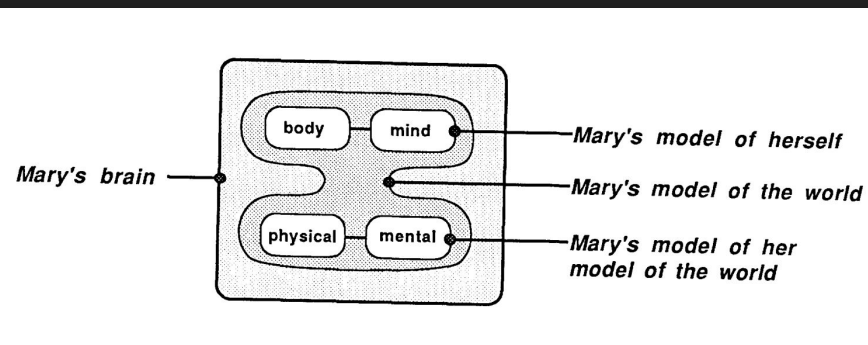 body
mind
Mary's model of herself
Mary's brain
Mary's model of the world
physical
mental
Mary's model of her
model of the world